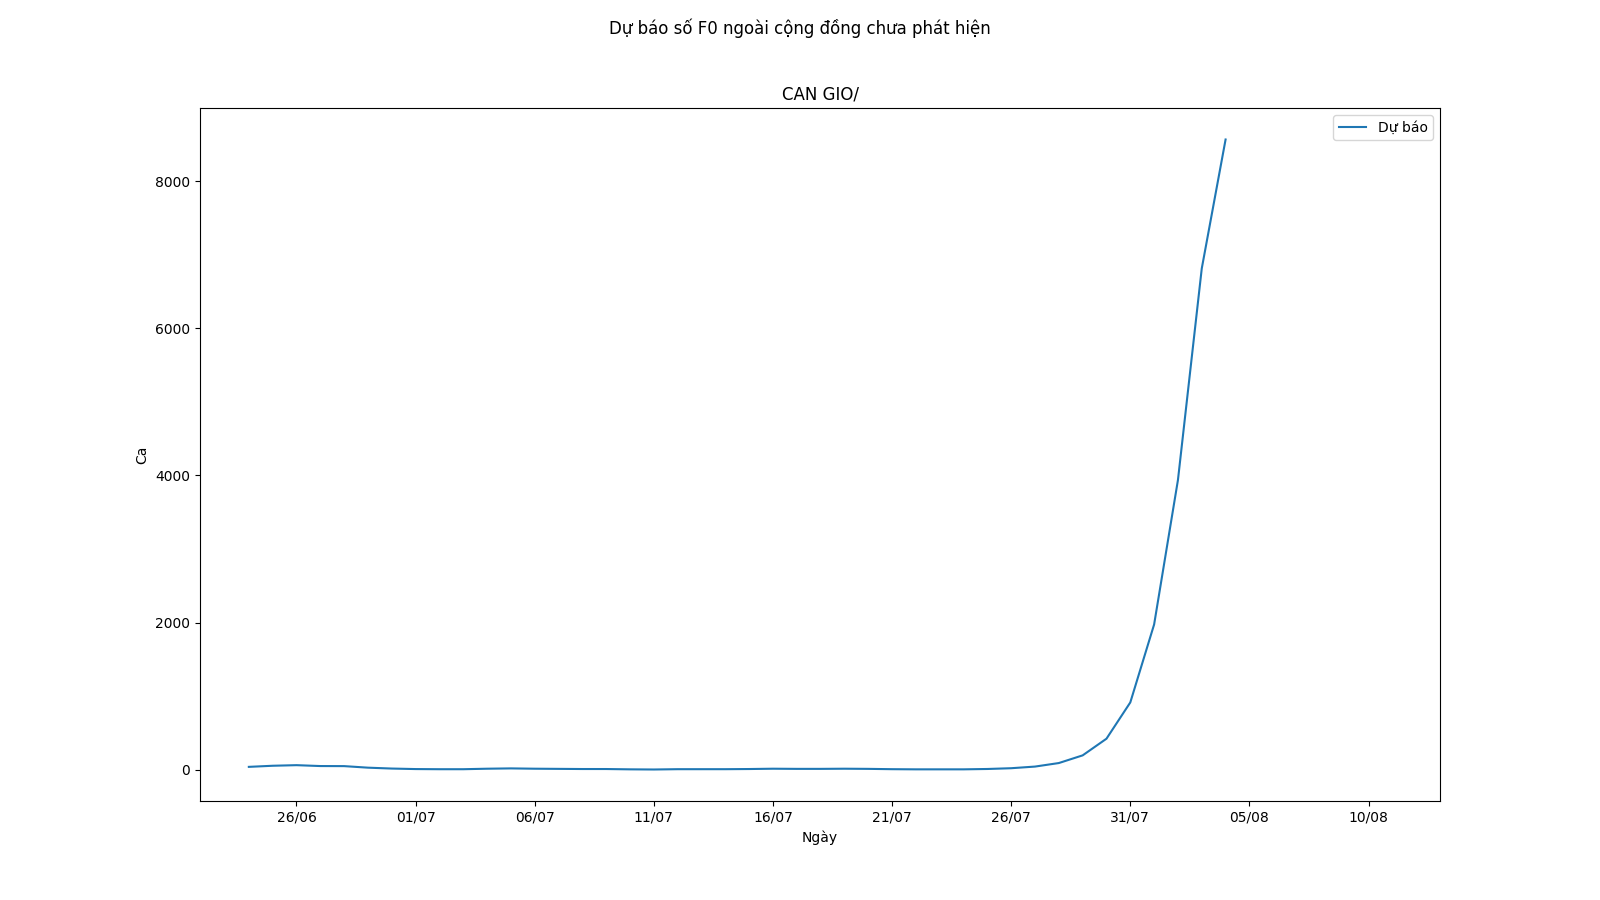 Dự báo số F0 ngoài cộng đồng chưa phát hiện
CAN GIO/
Dự báo
8000
6000
4000
2000
0
Ca
26/06 01/07 06/07 11/07 16/07 21/07 26/07 31/07 05/08 10/08
Ngày